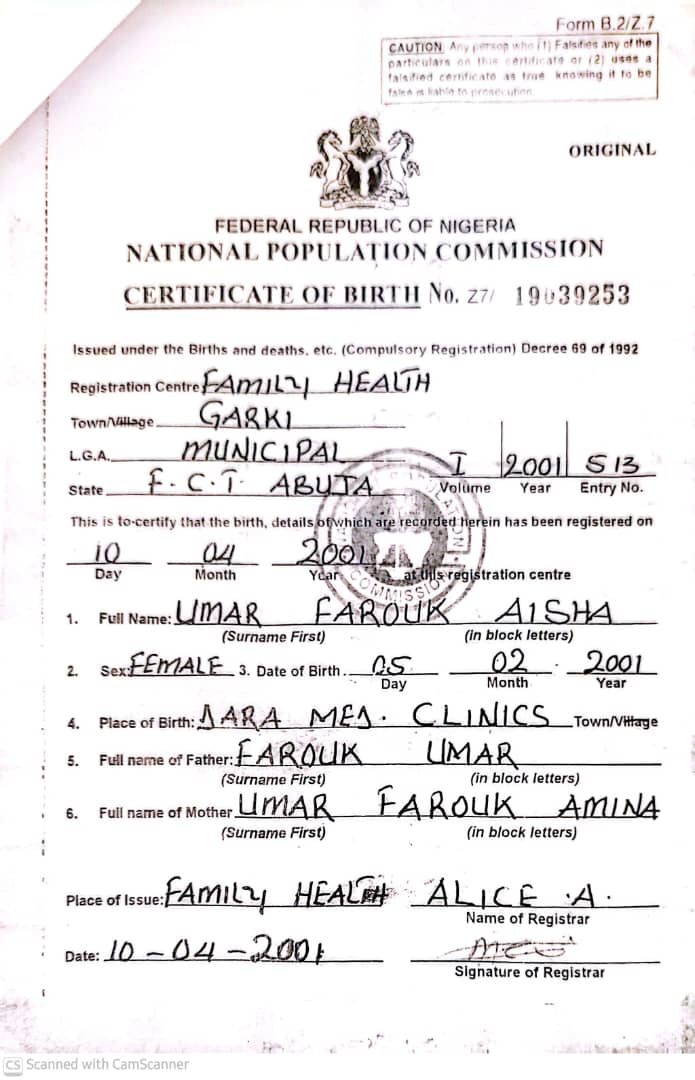 Form B.2/Z.7
CAUTION: Any person who (1) Falsifies any of the
particulars on this certificate or (2) uses a
falsified certificate as true knowing it to be
false is liable to prosecution.
ORIGINAL
FEDERAL REPUBLIC OF NIGERIA
NATIONAL POPULATION COMMISSION
CERTIFICATE OF BIRTH No. Z7/ 19039253
Issued under the Births and deaths, etc. (Compulsory Registration) Decree 69 of 1992
Registration Centre FAMILY HEALTH
Town/Village GARKI
L.G.A. MUNICIPAL I 2001 513
State F.C.T. ABUJA Volume Year Entry No.
This is to certify that the birth, details of which are recorded herein has been registered on
10 04 2001
Day Month Year at this registration centre
1. Full Name: UMAR FAROUK AISHA
(Surname First) (in block letters)
2. Sex: FEMALE 3. Date of Birth. 05 02 2001
Day Month Year
4. Place of Birth: DARA MED. CLINICS Town/Village
5. Full name of Father: FAROUK UMAR
(Surname First) (in block letters)
6. Full name of Mother UMAR FAROUK AMINA
(Surname First) (in block letters)
Place of Issue: FAMILY HEALTH ALICE .A.
Name of Registrar
Date: 10-04-2001
Signature of Registrar
CS Scanned with CamScanner